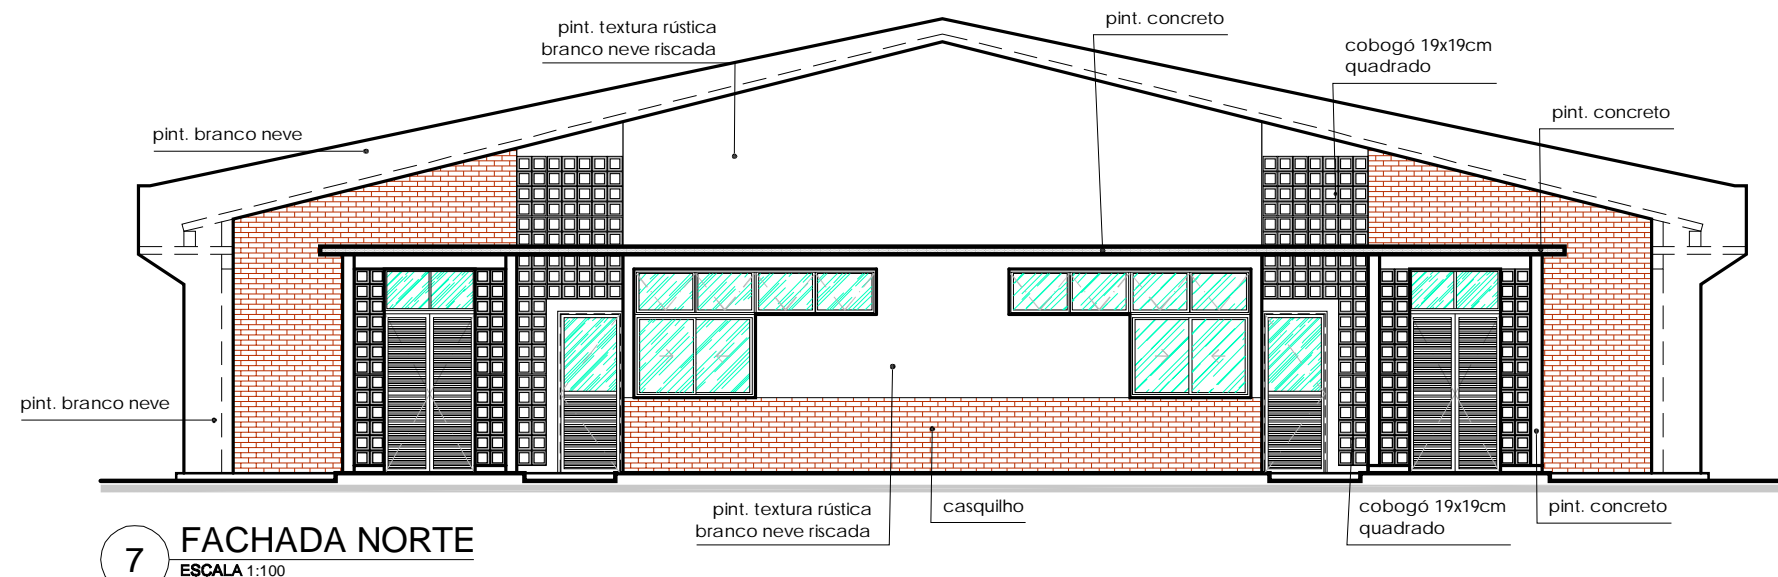 pint. textura rústica
branco neve riscada
pint. concreto
cobogó 19x19cm
quadrado
pint. branco neve
pint. concreto
pint. branco neve
pint. textura rústica
branco neve riscada
casquilho
cobogó 19x19cm
quadrado
pint. concreto
7
FACHADA NORTE
ESCALA 1:100